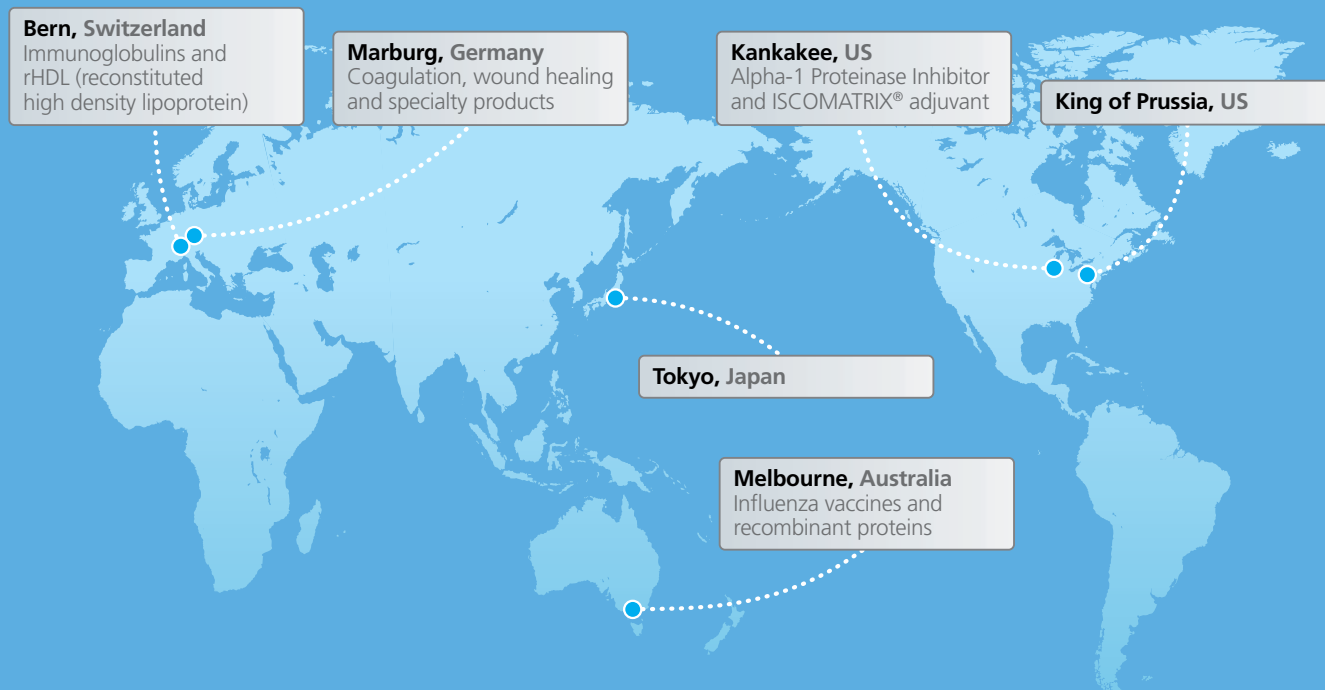 Bern, Switzerland
Immunoglobulins and
rHDL (reconstituted
high density lipoprotein)
Marburg, Germany
Coagulation, wound healing
and specialty products
Kankakee, US
Alpha-1 Proteinase Inhibitor
and ISCOMATRIX® adjuvant
King of Prussia, US
Tokyo, Japan
Melbourne, Australia
Influenza vaccines and
recombinant proteins